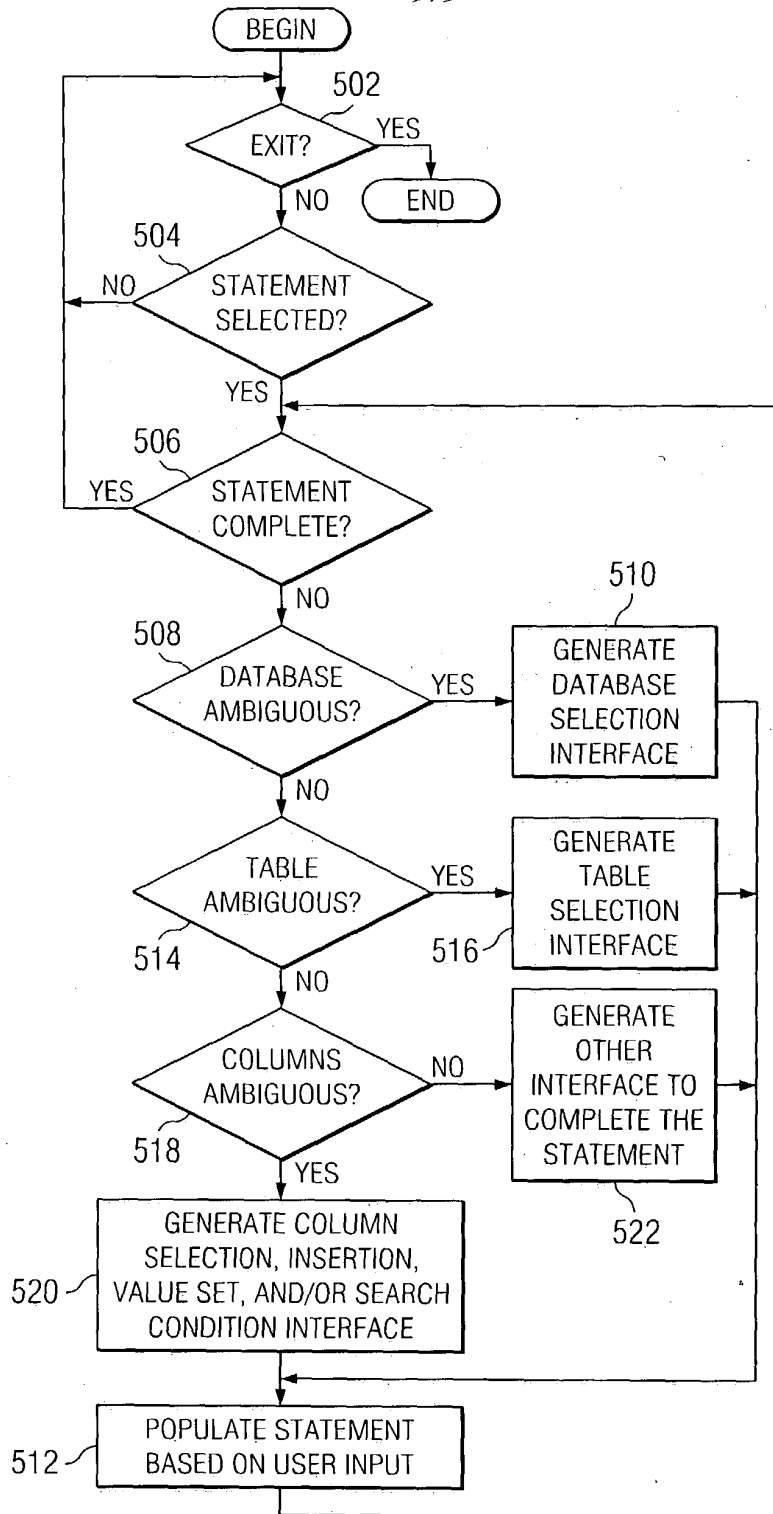 BEGIN
502
EXIT?
YES
END
NO
504
NO
STATEMENT
SELECTED?
YES
506
YES
STATEMENT
COMPLETE?
NO
508
DATABASE
AMBIGUOUS?
YES
510
GENERATE
DATABASE
SELECTION
INTERFACE
NO
TABLE
AMBIGUOUS?
514
YES
GENERATE
TABLE
SELECTION
INTERFACE
516
NO
COLUMNS
AMBIGUOUS?
518
NO
GENERATE
OTHER
INTERFACE TO
COMPLETE THE
STATEMENT
522
YES
520
GENERATE COLUMN
SELECTION, INSERTION,
VALUE SET, AND/OR SEARCH
CONDITION INTERFACE
512
POPULATE STATEMENT
BASED ON USER INPUT